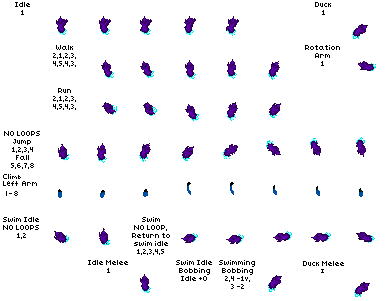 Idle
1
Duck
1
Walk
2,1,2,3,
4,5,4,3,
Rotation
Arm
1
Run
2,1,2,3,
4,5,4,3,
NO LOOPS
Jump
1,2,3,4
Fall
5,6,7,8
Climb
Left Arm
1-8
Swim Idle
NO LOOPS
1,2
Swim
NO LOOP,
Return to
swim idle
1,2,3,4,5
Idle Melee
1
Swim Idle
Bobbing
Idle +0
Swimming
Bobbing
2,4 -1v,
3 -2
Duck Melee
1